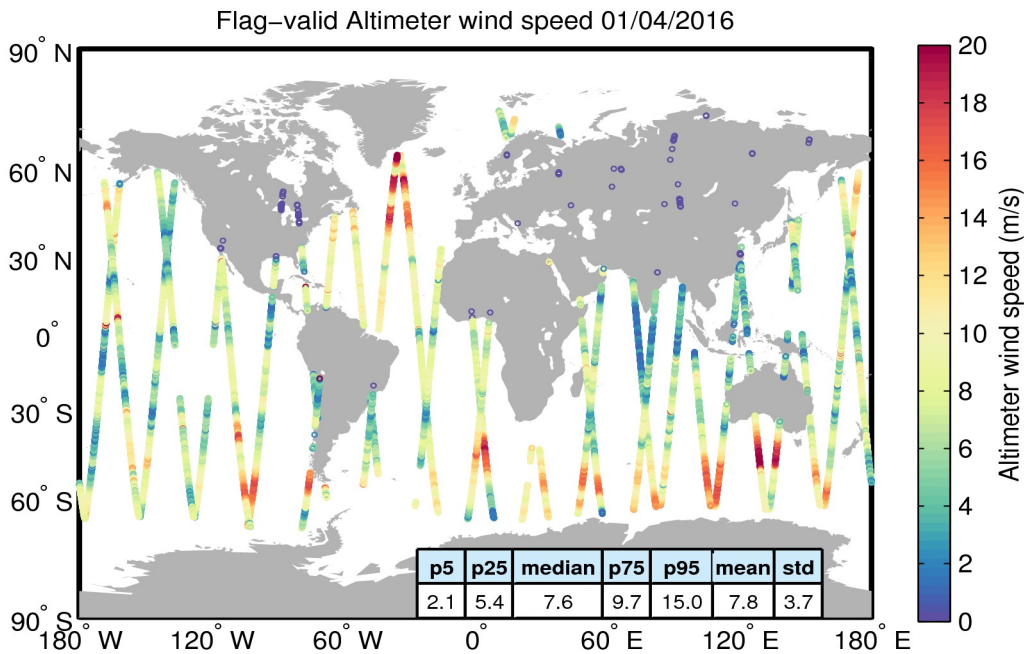 Flag−valid Altimeter wind speed 01/04/2016
90° N
60° N
30° N
0°
30° S
60° S
90° S
180° W
120° W
60° W
0°
60° E
120° E
180° E
p5 p25 median p75 p95 mean std
2.1 5.4 7.6 9.7 15.0 7.8 3.7
20
18
16
14
12
10
8
6
4
2
0
Altimeter wind speed (m/s)